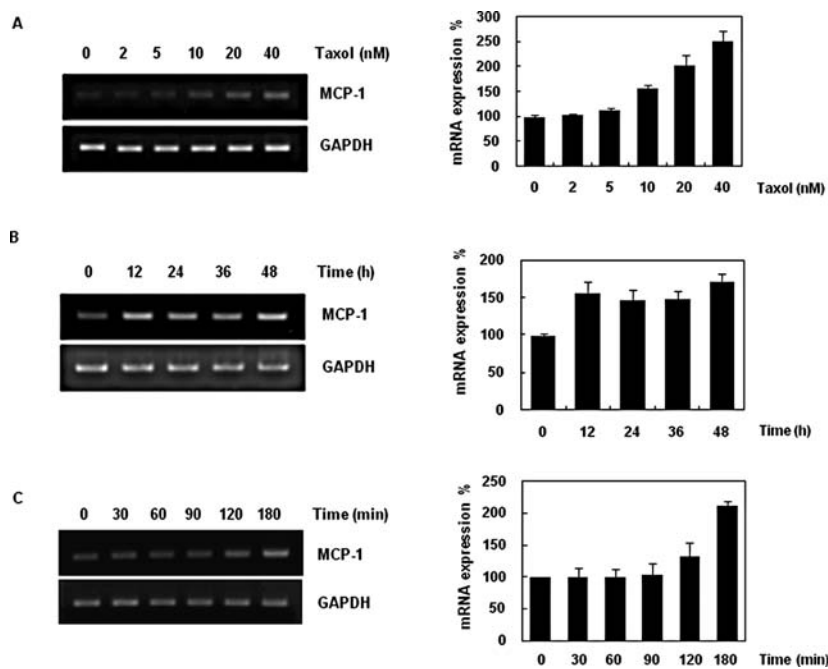 A
0 2 5 10 20 40 Taxol (nM)
MCP-1
GAPDH
mRNA expression %
300
250
200
150
100
50
0
0 2 5 10 20 40 Taxol (nM)
B
0 12 24 36 48 Time (h)
MCP-1
GAPDH
mRNA expression %
200
150
100
50
0
0 12 24 36 48 Time (h)
C
0 30 60 90 120 180 Time (min)
MCP-1
GAPDH
mRNA expression %
250
200
150
100
50
0
0 30 60 90 120 180 Time (min)